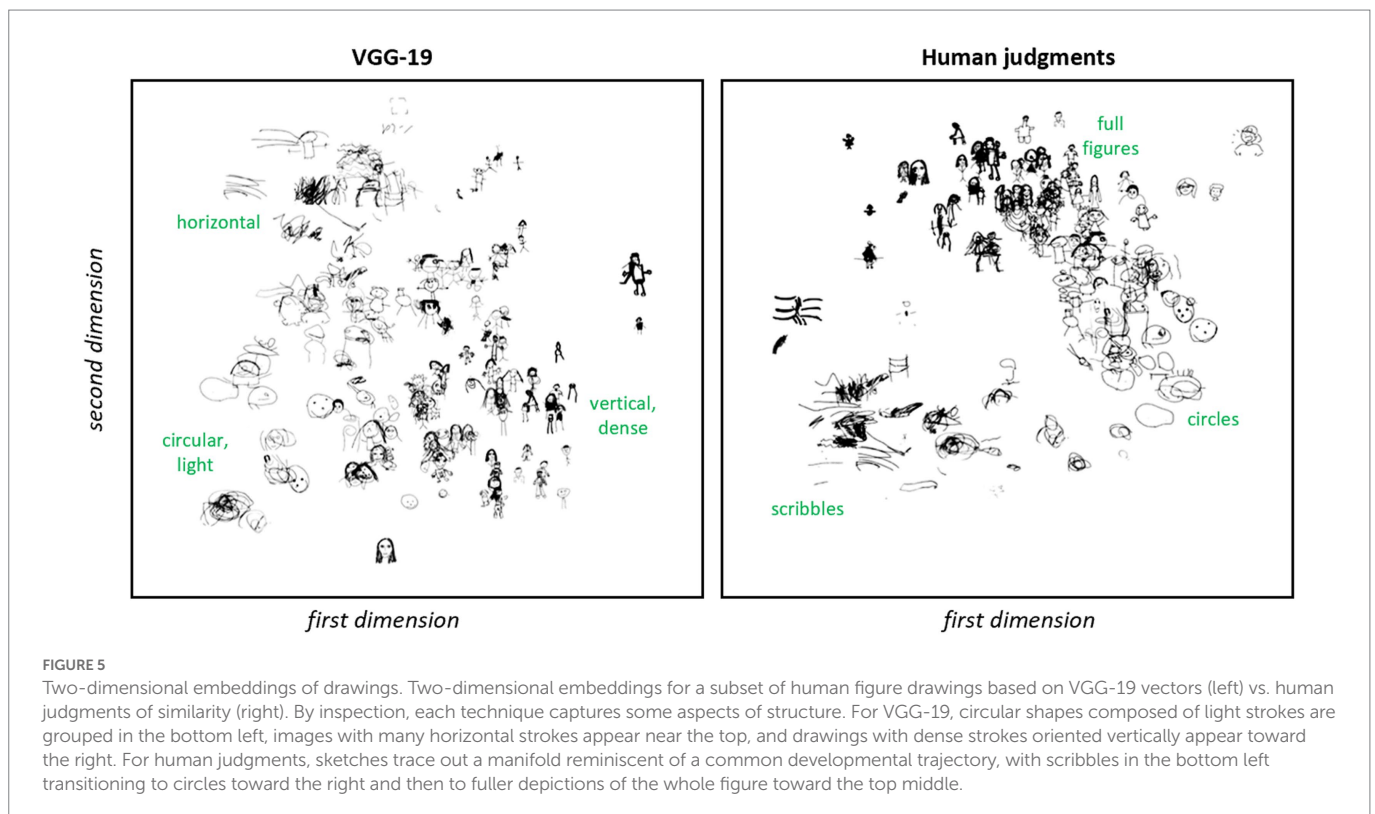 VGG-19
Human judgments
horizontal
circular,
light
vertical,
dense
full
figures
circles
scribbles
second dimension
first dimension
first dimension
FIGURE 5
Two-dimensional embeddings of drawings. Two-dimensional embeddings for a subset of human figure drawings based on VGG-19 vectors (left) vs. human
judgments of similarity (right). By inspection, each technique captures some aspects of structure. For VGG-19, circular shapes composed of light strokes are
grouped in the bottom left, images with many horizontal strokes appear near the top, and drawings with dense strokes oriented vertically appear toward
the right. For human judgments, sketches trace out a manifold reminiscent of a common developmental trajectory, with scribbles in the bottom left
transitioning to circles toward the right and then to fuller depictions of the whole figure toward the top middle.